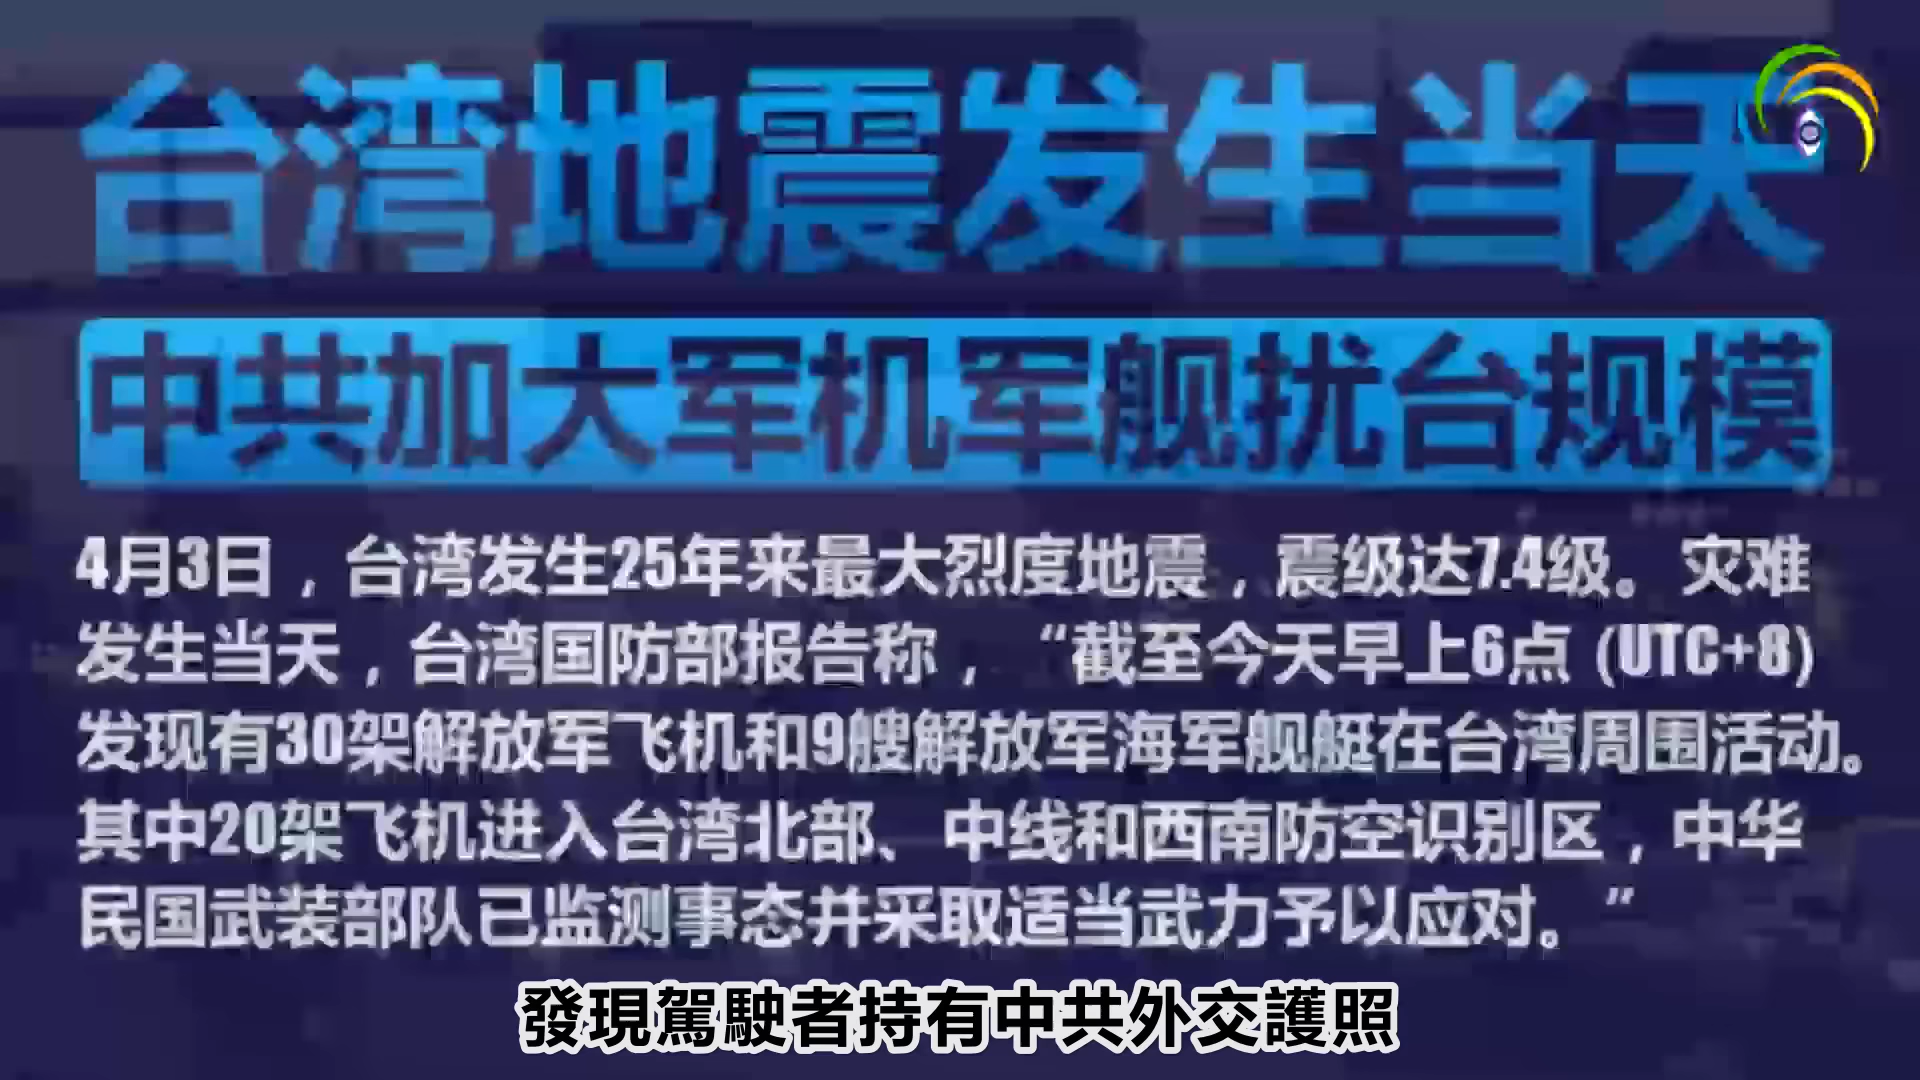 台湾地震发生当天
中共加大军机军舰扰台规模
4月3日，台湾发生25年来最大烈度地震，震级达7.4级。灾难
发生当天，台湾国防部报告称，“截至今天早上6点 (UTC+8)
发现有30架解放军飞机和9艘解放军海军舰艇在台湾周围活动。
其中20架飞机进入台湾北部、中线和西南防空识别区，中华
民国武装部队已监测事态并采取适当武力予以应对。”
發現駕駛者持有中共外交護照